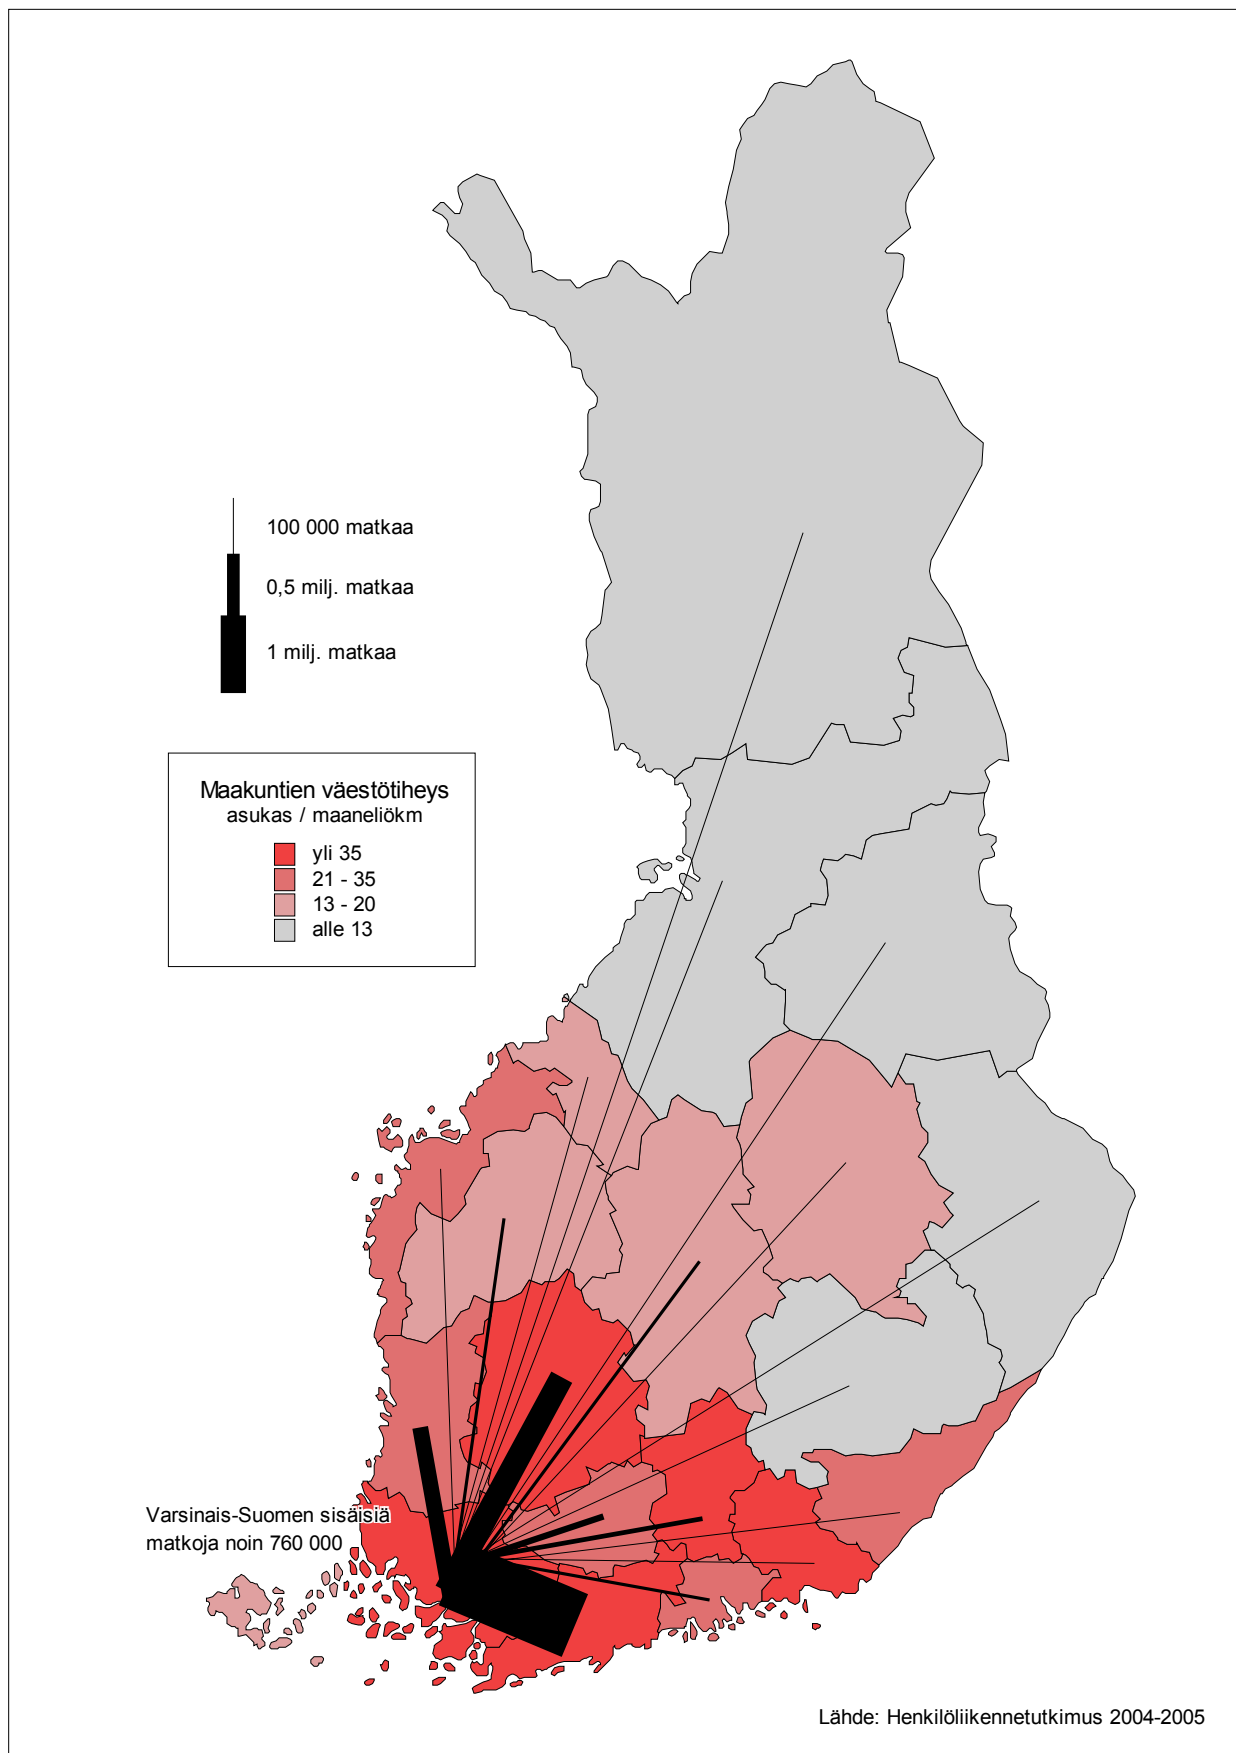 100 000 matkaa
0,5 milj. matkaa
1 milj. matkaa
Maakuntien väestötiheys
asukas / maaneliökm
yli 35
21 - 35
13 - 20
alle 13
Varsinais-Suomen sisäisiä
matkoja noin 760 000
Lähde: Henkilöliikennetutkimus 2004-2005